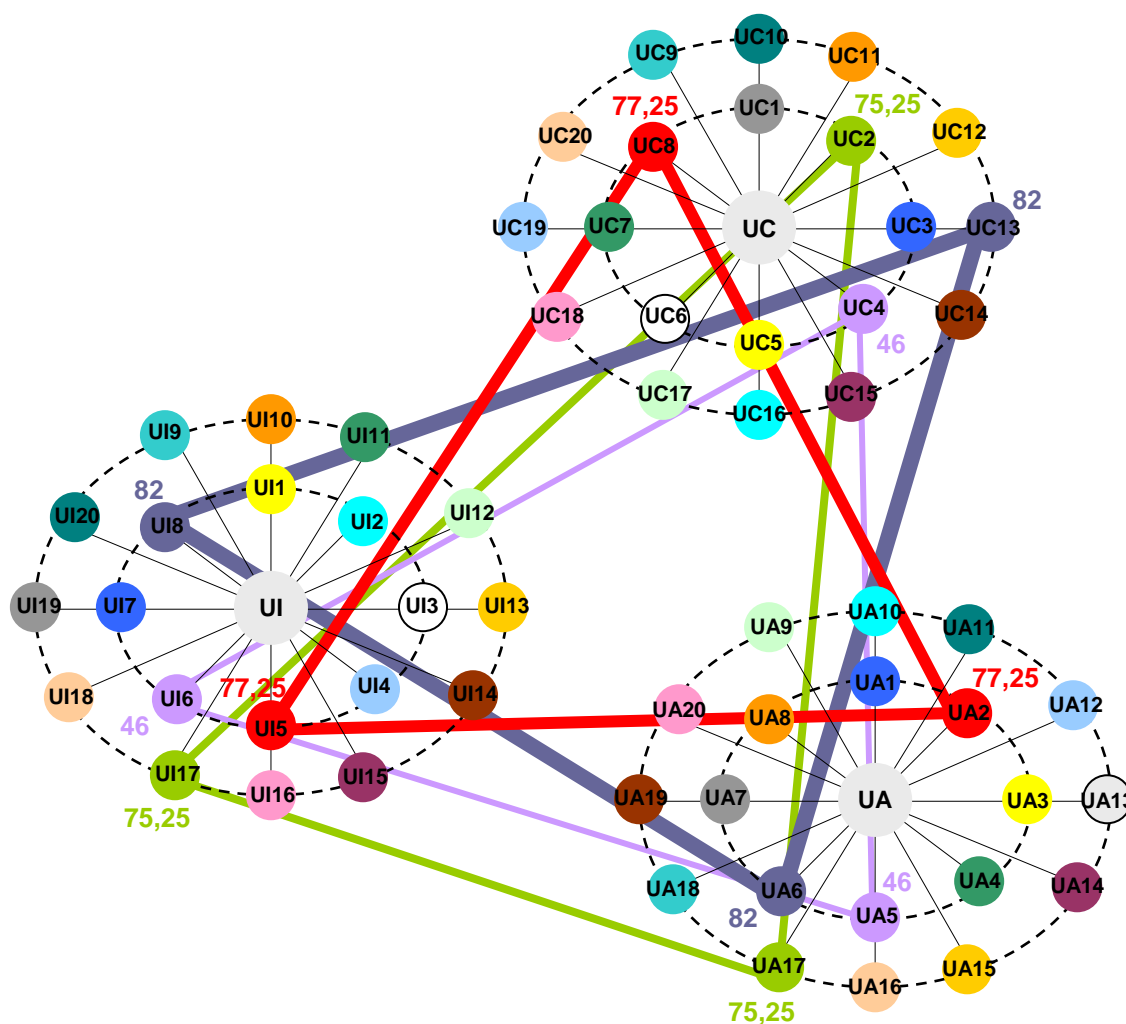 UC10
UC9
UC11
77,25
UC1
75,25
UC20
UC8
UC2
UC12
82
UC19
UC7
UC
UC3
UC13
UC18
UC6
UC4
UC14
UC5
46
UC17
UC16
UC15
UI10
UI9
UI11
82
UI1
UI20
UI8
UI2
UI12
UI19
UI7
UI
UI3
UI13
UI18
UI6
77,25
UI4
UI14
46
UI5
UI17
UI16
UI15
75,25
UA10
UA9
UA11
UA1
77,25
UA20
UA8
UA2
UA12
UA19
UA7
UA
UA3
UA13
UA18
UA6
46
UA4
UA14
82
UA5
UA17
UA16
UA15
75,25